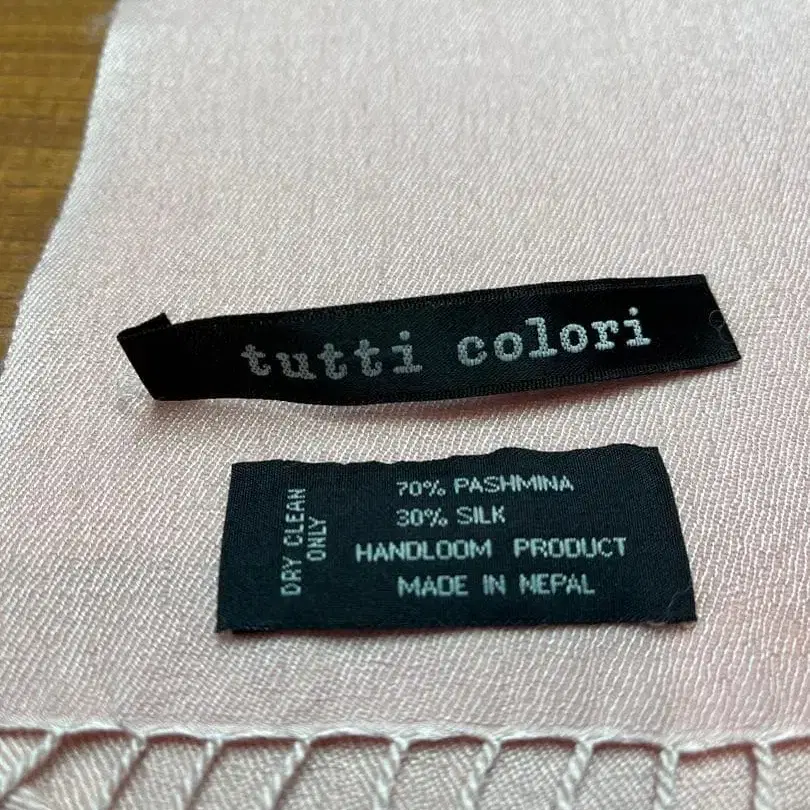 tutti colori
DRY CLEAN
ONLY
70% PASHMINA
30% SILK
HANDLOOM PRODUCT
MADE IN NEPAL